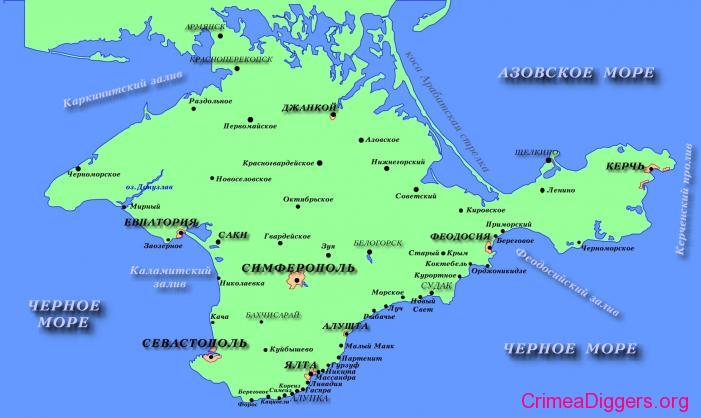 АРМЯНСК
КРАСНОПЕРЕКОПСК
Каркинитский залив
Раздольное
ДЖАНКОЙ
Первомайское
коса Арабатская стрелка
АЗОВСКОЕ МОРЕ
Азовское
Красногвардейское
Нижнегорский
ЩЕЛКИНО
КЕРЧЬ
Черноморское
оз. Донузлав
Новоселовское
Советский
Ленино
Керченский пролив
Мирный
Октябрьское
Кировское
ЕВПАТОРИЯ
САКИ
Гвардейское
Приморский
ФЕОДОСИЯ
Береговое
Заозерное
Зуя
БЕЛОГОРСК
Старый Крым
Черноморское
Коктебель
Орджоникидзе
Феодосийский залив
Каламитский
залив
СИМФЕРОПОЛЬ
Курортное
Николаевка
СУДАК
Морское
Новый
Свет
ЧЕРНОЕ
МОРЕ
Луч
Рыбачье
Кача
БАХЧИСАРАЙ
АЛУШТА
СЕВАСТОПОЛЬ
Куйбышево
Малый Маяк
ЧЕРНОЕ МОРЕ
Партенит
Гурзуф
ЯЛТА
Никита
Массандра
Ливадия
Кореиз
Гаспра
Береговое
Симеиз
АЛУПКА
Форос
Кацивели
CrimeaDiggers.org